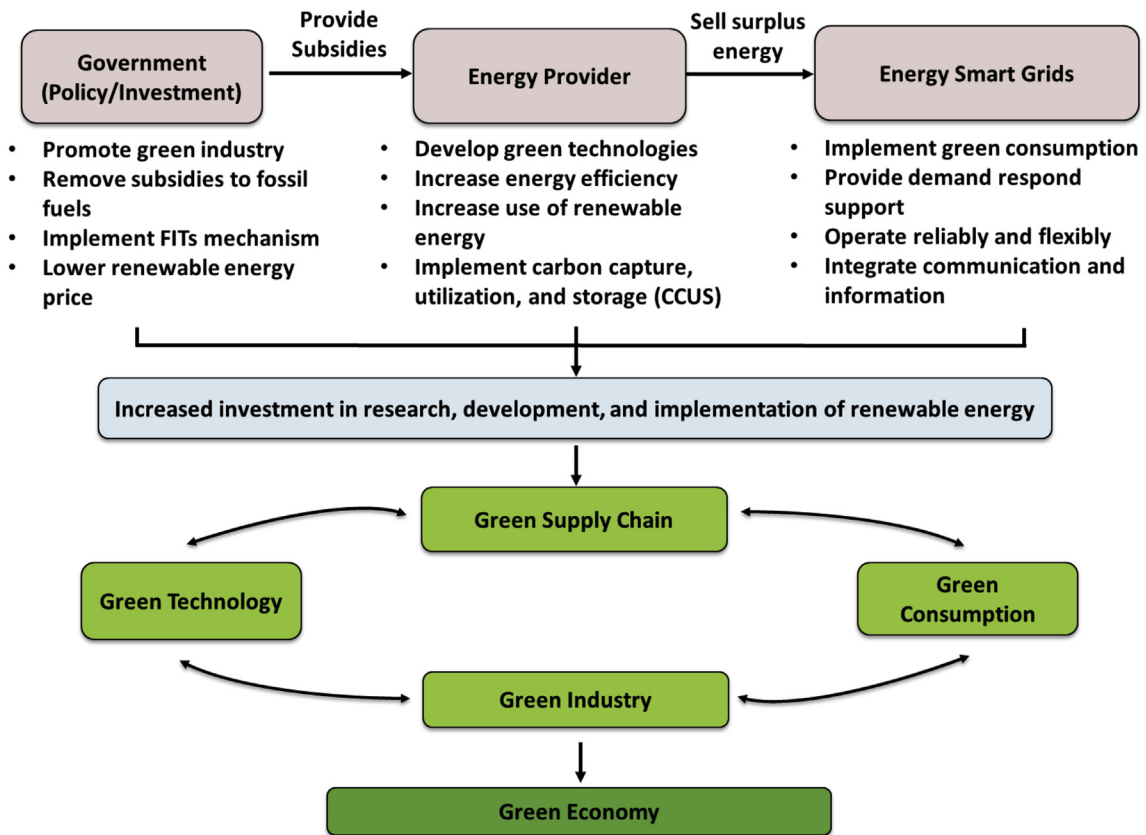 Provide
Subsidies
Sell surplus
energy
Government
(Policy/Investment)
Energy Provider
Energy Smart Grids
• Promote green industry
• Remove subsidies to fossil
fuels
• Implement FITs mechanism
• Lower renewable energy
price
• Develop green technologies
• Increase energy efficiency
• Increase use of renewable
energy
• Implement carbon capture,
utilization, and storage (CCUS)
• Implement green consumption
• Provide demand respond
support
• Operate reliably and flexibly
• Integrate communication and
information
Increased investment in research, development, and implementation of renewable energy
Green Supply Chain
Green Technology
Green
Consumption
Green Industry
Green Economy